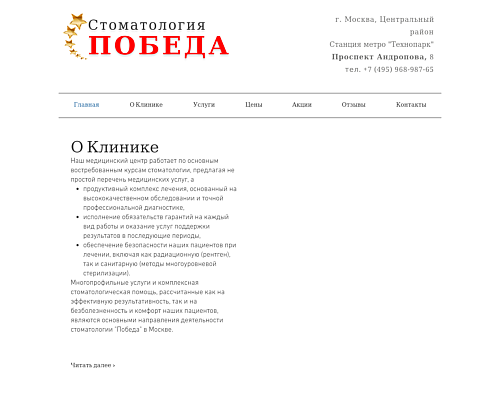 Стоматология
ПОБЕДА
г. Москва, Центральный
район
Станция метро "Технопарк"
Проспект Андропова, 8
тел. +7 (495) 968-987-65
Главная О Клинике Услуги Цены Акции Отзывы Контакты
О Клинике
Наш медицинский центр работает по основным
востребованным курсам стоматологии, предлагая не
простой перечень медицинских услуг, а
• продуктивный комплекс лечения, основанный на
высококачественном обследовании и точной
профессиональной диагностике,
• исполнение обязательств гарантий на каждый
вид работы и оказание услуг поддержки
результатов в последующие периоды,
• обеспечение безопасности наших пациентов при
лечении, включая как радиационную (рентген),
так и санитарную (методы многоуровневой
стерилизации).
Многопрофильные услуги и комплексная
стоматологическая помощь, рассчитанные как на
эффективную результативность, так и на
безболезненность и комфорт наших пациентов,
являются основными направления деятельности
стоматологии "Победа" в Москве.
Читать далее ›